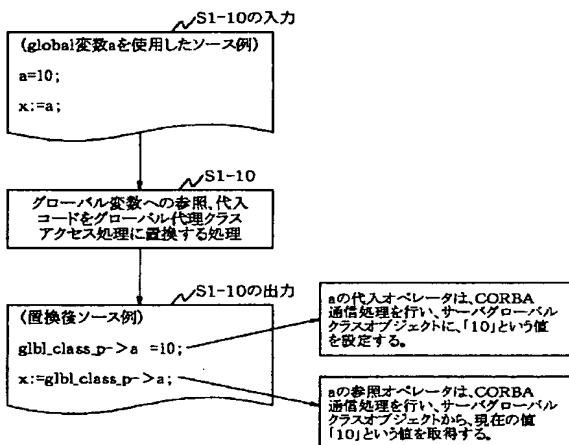 S1-10の入力
(global変数aを使用したソース例)
a=10;
x:=a;
S1-10
グローバル変数への参照、代入
コードをグローバル代理クラス
アクセス処理に置換する処理
S1-10の出力
(置換後ソース例)
glbl_class_p->a =10;
x:=glbl_class_p->a;
aの代入オペレータは、CORBA
通信処理を行い、サーバグローバル
クラスオブジェクトに、「10」という値
を設定する。
aの参照オペレータは、CORBA
通信処理を行い、サーバグローバル
クラスオブジェクトから、現在の値
「10」という値を取得する。